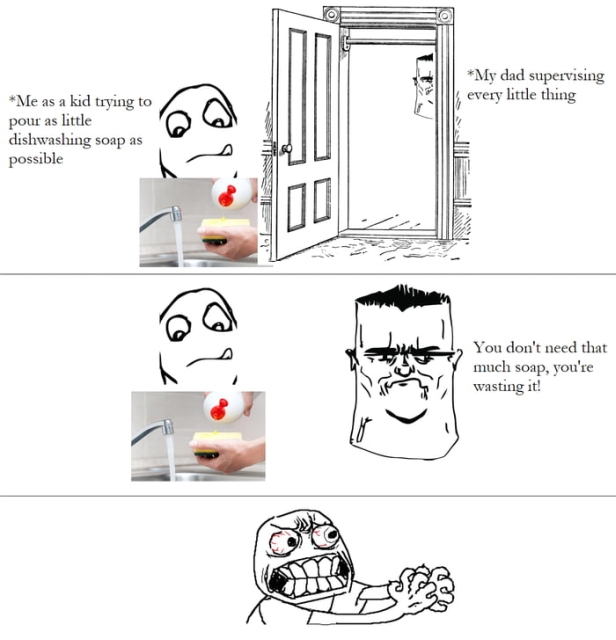 *Me as a kid trying to
pour as little
dishwashing soap as
possible
*My dad supervising
every little thing
You don't need that
much soap, you're
wasting it!